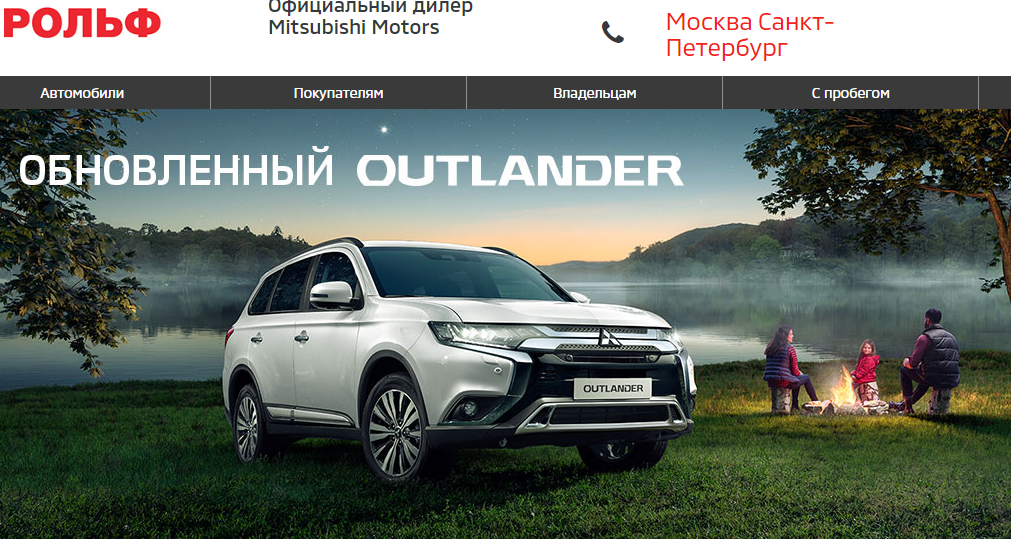 РОЛЬФ
Официальный дилер
Mitsubishi Motors
Москва Санкт-
Петербург
Автомобили
Покупателям
Владельцам
С пробегом
ОБНОВЛЕННЫЙ OUTLANDER
OUTLANDER